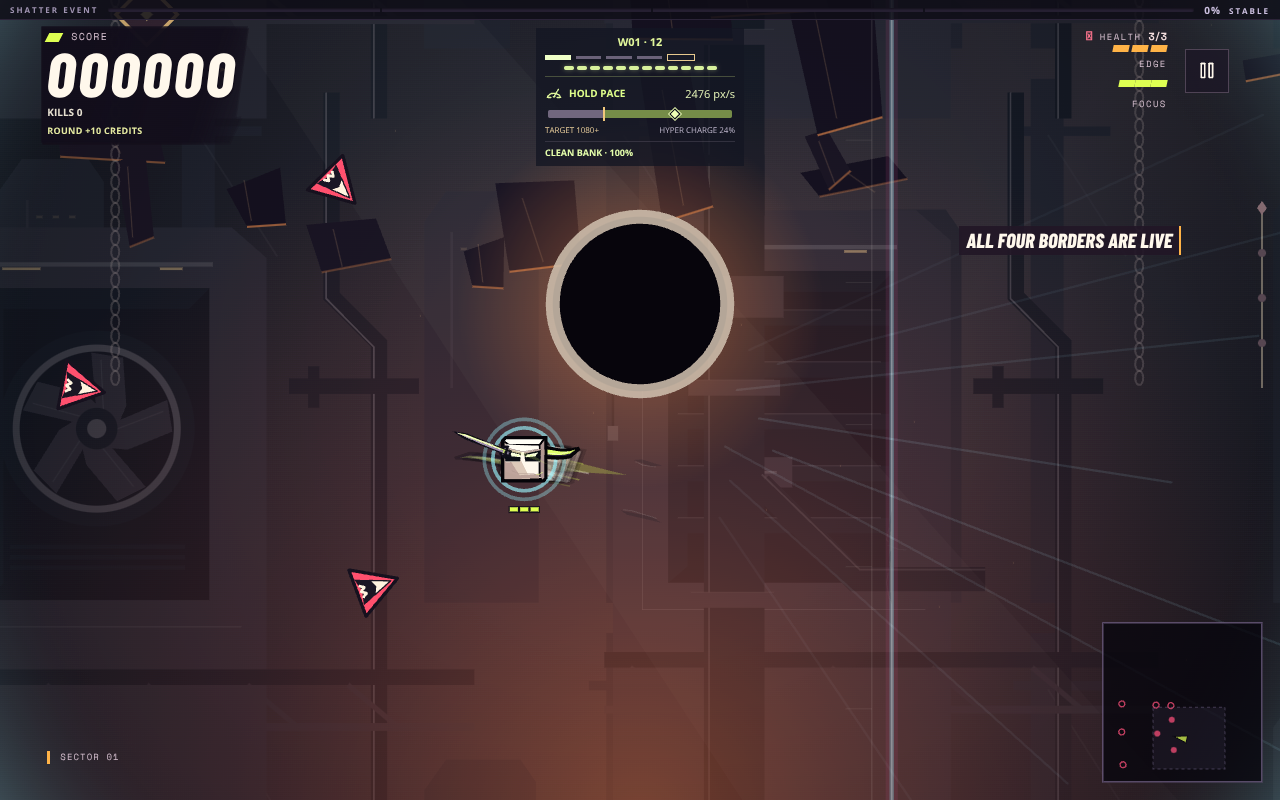 SHATTER EVENT
0% STABLE
SCORE
000000
KILLS 0
ROUND +10 CREDITS
W01 · 12
HOLD PACE 2476 px/s
TARGET 1080+ HYPER CHARGE 24%
CLEAN BANK · 100%
HEALTH 3/3
EDGE
FOCUS
ALL FOUR BORDERS ARE LIVE
SECTOR 01